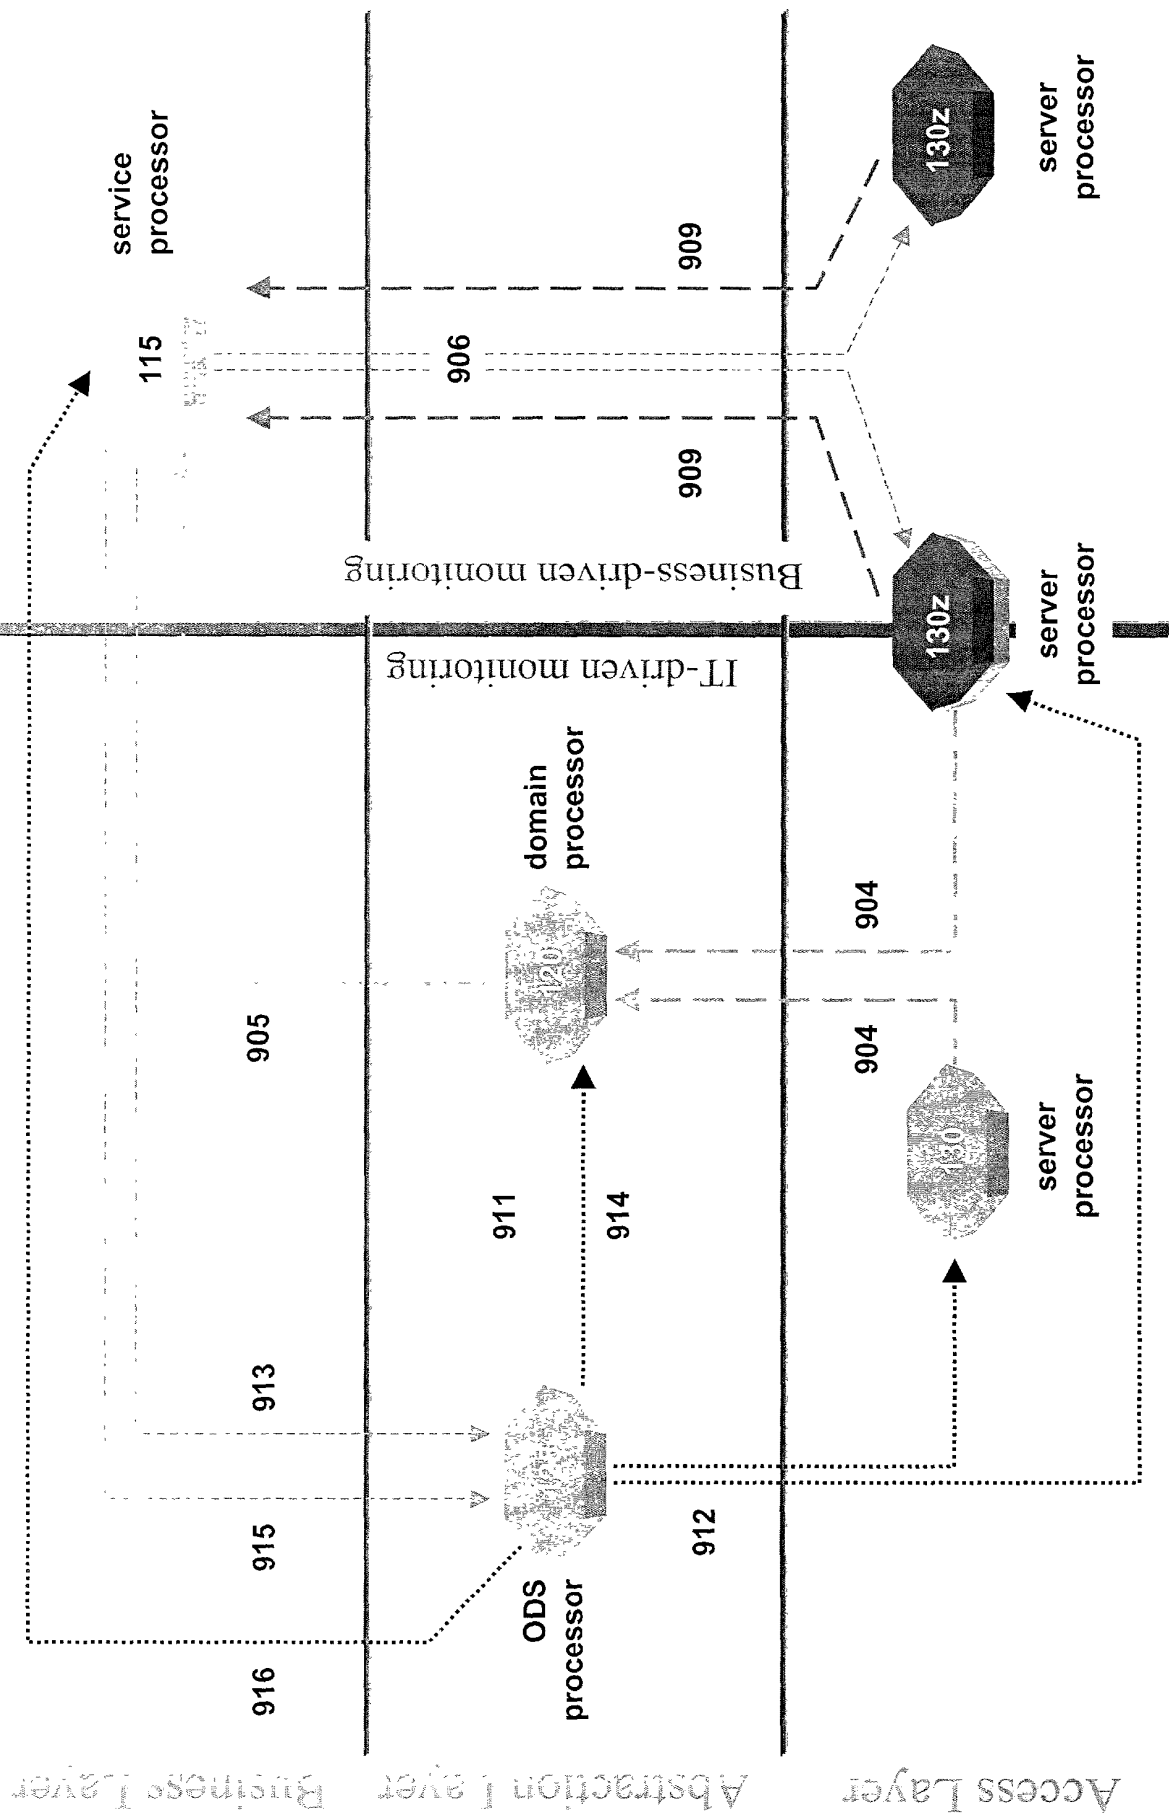 Business Layer
Abstraction Layer
Access Layer
916
915
913
905
115
service
processor
ODS
processor
911
914
912
domain
processor
120
IT-driven monitoring
Business-driven monitoring
906
909
909
904
904
130
server
processor
130z
server
processor
130z
server
processor